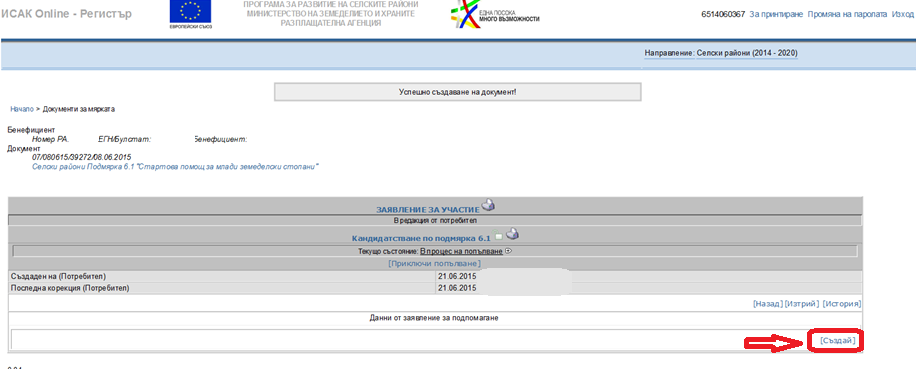 ИСАК Online - Регистър
ЕВРОПЕЙСКИ СЪЮЗ
ПРОГРАМА ЗА РАЗВИТИЕ НА СЕЛСКИТЕ РАЙОНИ
МИНИСТЕРСТВО НА ЗЕМЕДЕЛИЕТО И ХРАНИТЕ
РАЗПЛАЩАТЕЛНА АГЕНЦИЯ
ЕДНА ПОСОКА
МНОГО ВЪЗМОЖНОСТИ
6514060367 За принтиране Промяна на паролата Изход
Направление: Селски райони (2014 - 2020)
Успешно създаване на документ!
Начало > Документи за мярката
Бенефициент
Номер РА: ЕГН/Булстат: Бенефициент:
Документ
07/080615/39272/08.06.2015
Селски райони Подмярка 6.1 "Стартова помощ за млади земеделски стопани"
ЗАЯВЛЕНИЕ ЗА УЧАСТИЕ
В редакция от потребител
Кандидатстване по подмярка 6.1
Текущо състояние: В процес на попълване
[Приключи попълване]
Създаден на (Потребител) 21.06.2015
Последна корекция (Потребител) 21.06.2015
[Назад] [Изтрий] [История]
Данни от заявление за подпомагане
[Създай]